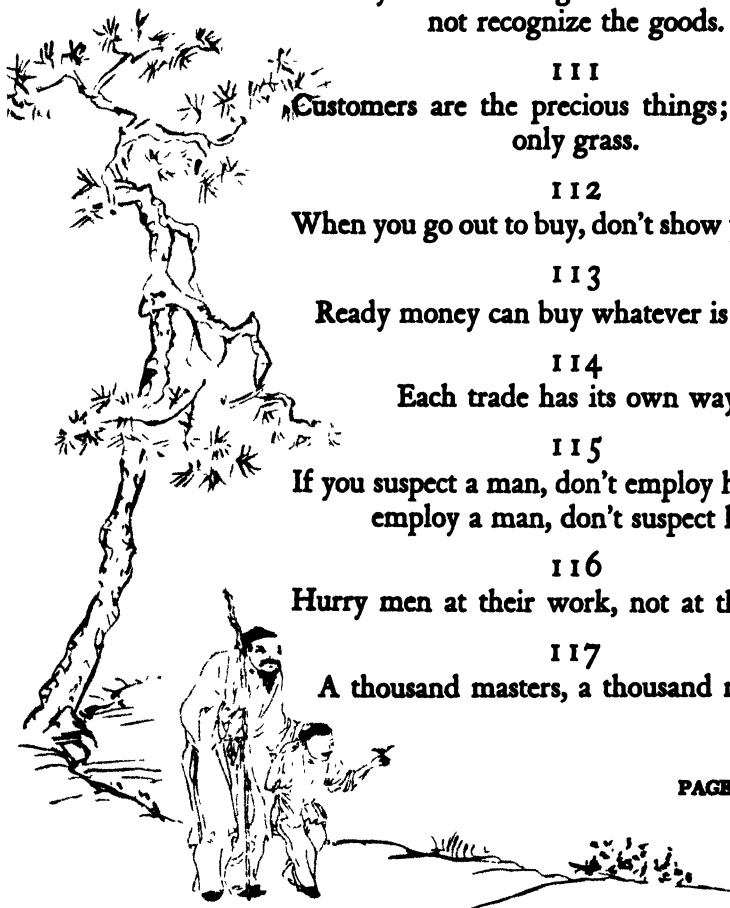 not recognize the goods.
111
Customers are the precious things;
only grass.
112
When you go out to buy, don't show
113
Ready money can buy whatever is
114
Each trade has its own way
115
If you suspect a man, don't employ
employ a man, don't suspect
116
Hurry men at their work, not at
117
A thousand masters, a thousand
PAGE